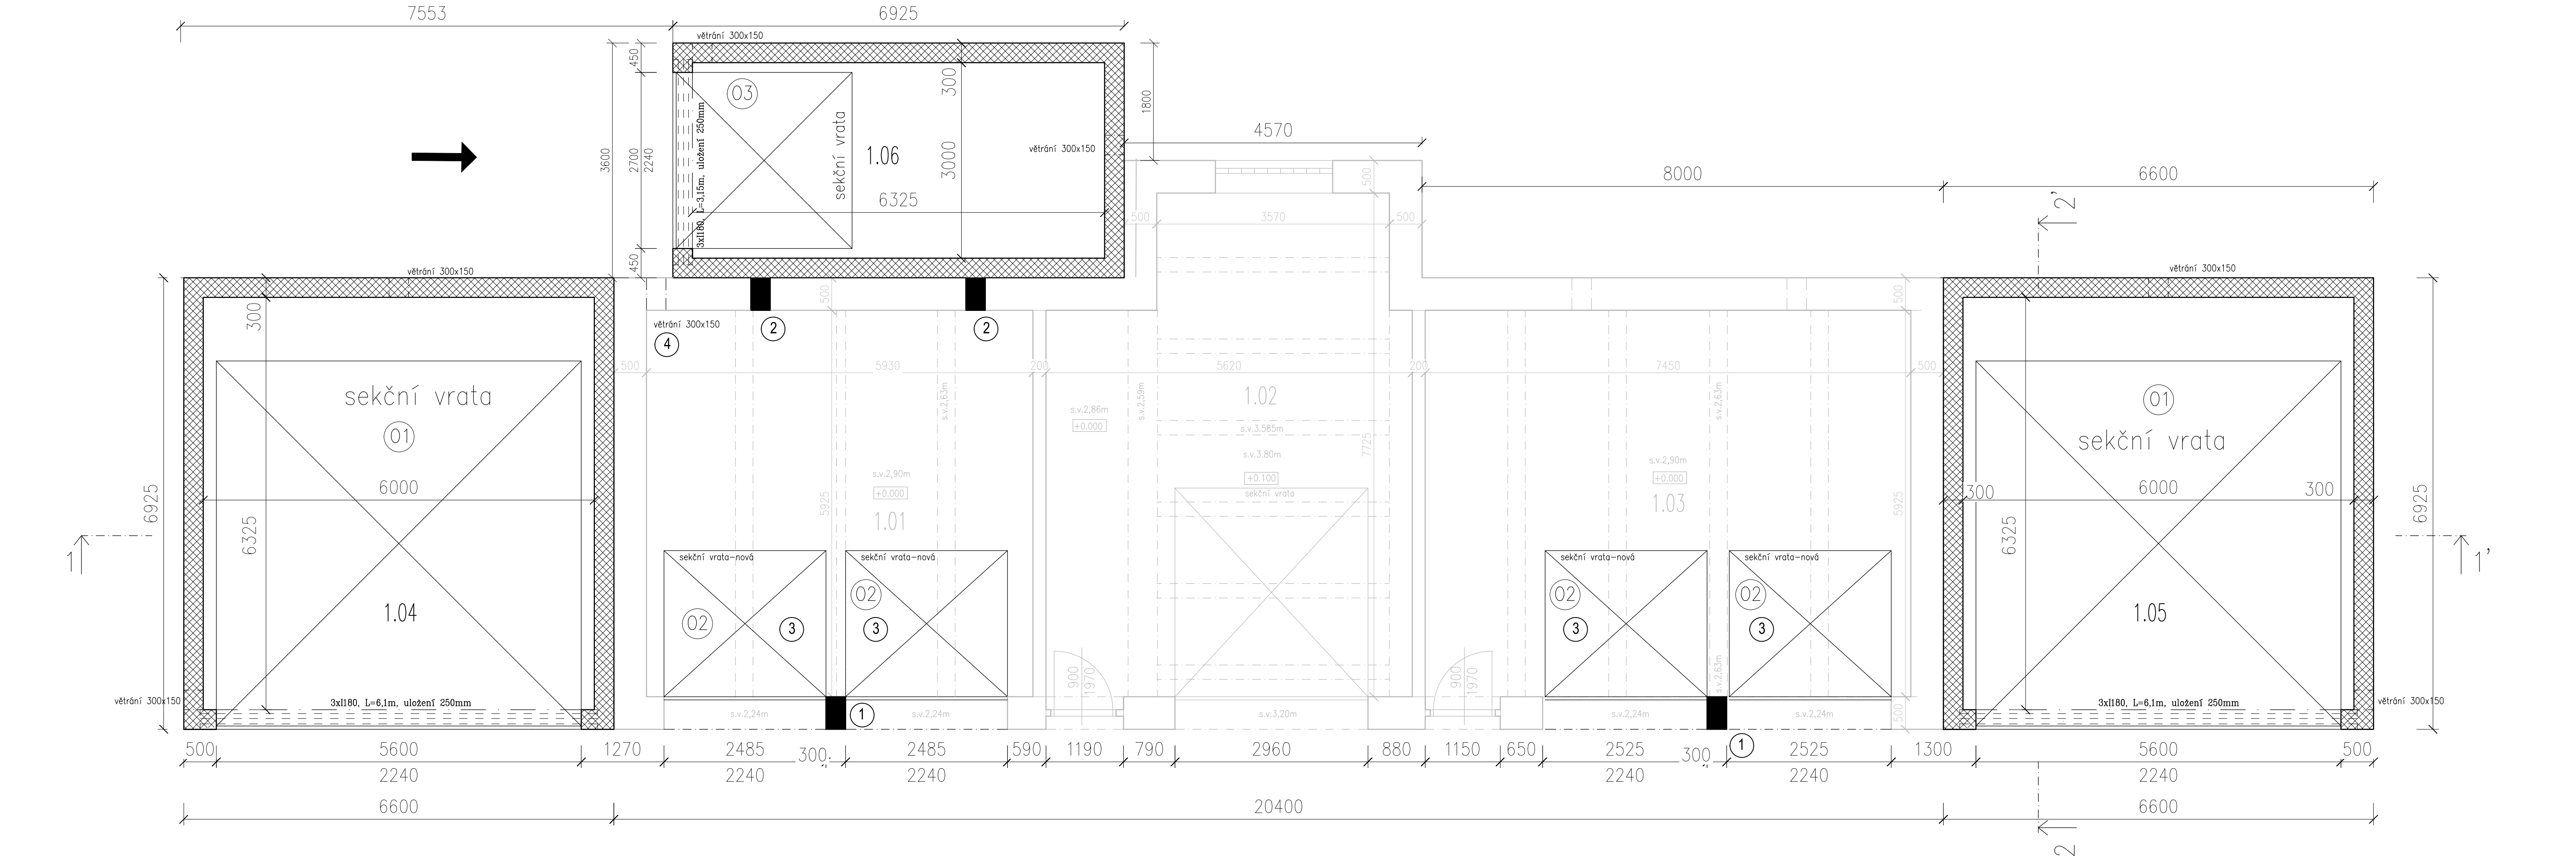 7553
6925
větrání 300x150
450
300
O3
1800
3xI180, L=3,15m, uložení 250mm
sekční vrata
4570
3600
2700
2240
1.06
3000
větrání 300x150
8000
6600
500
6325
2'
500
3570
500
450
větrání 300x150
větrání 300x150
300
500
500
větrání 300x150
2
2
4
500
5930
200
5620
200
7450
500
sekční vrata
O1
s.v.2,63m
s.v.2,86m
+0.000
s.v.2,59m
1.02
s.v.3.585m
7725
s.v.2,63m
O1
sekční vrata
s.v.3.80m
+0.100
sekční vrata
s.v.2,90m
+0.000
1.01
5925
s.v.2,90m
+0.000
1.03
5925
6925
6000
6325
300
6000
300
6325
6925
1
1'
sekční vrata-nová
sekční vrata-nová
sekční vrata-nová
sekční vrata-nová
O2
O2
O2
O2
3
3
3
3
1.04
1.05
900
1970
900
1970
s.v.2,63m
větrání 300x150
3xI180, L=6,1m, uložení 250mm
s.v.2,24m
1
s.v.2,24m
s.v.3,20m
s.v.2,24m
s.v.2,24m
500
3xI180, L=6,1m, uložení 250mm
větrání 300x150
1
500
5600
1270
2485
300
2485
590
1190
790
2960
880
1150
650
2525
300
2525
1300
5600
500
2240
2240
2240
2240
2240
2240
6600
20400
6600
2